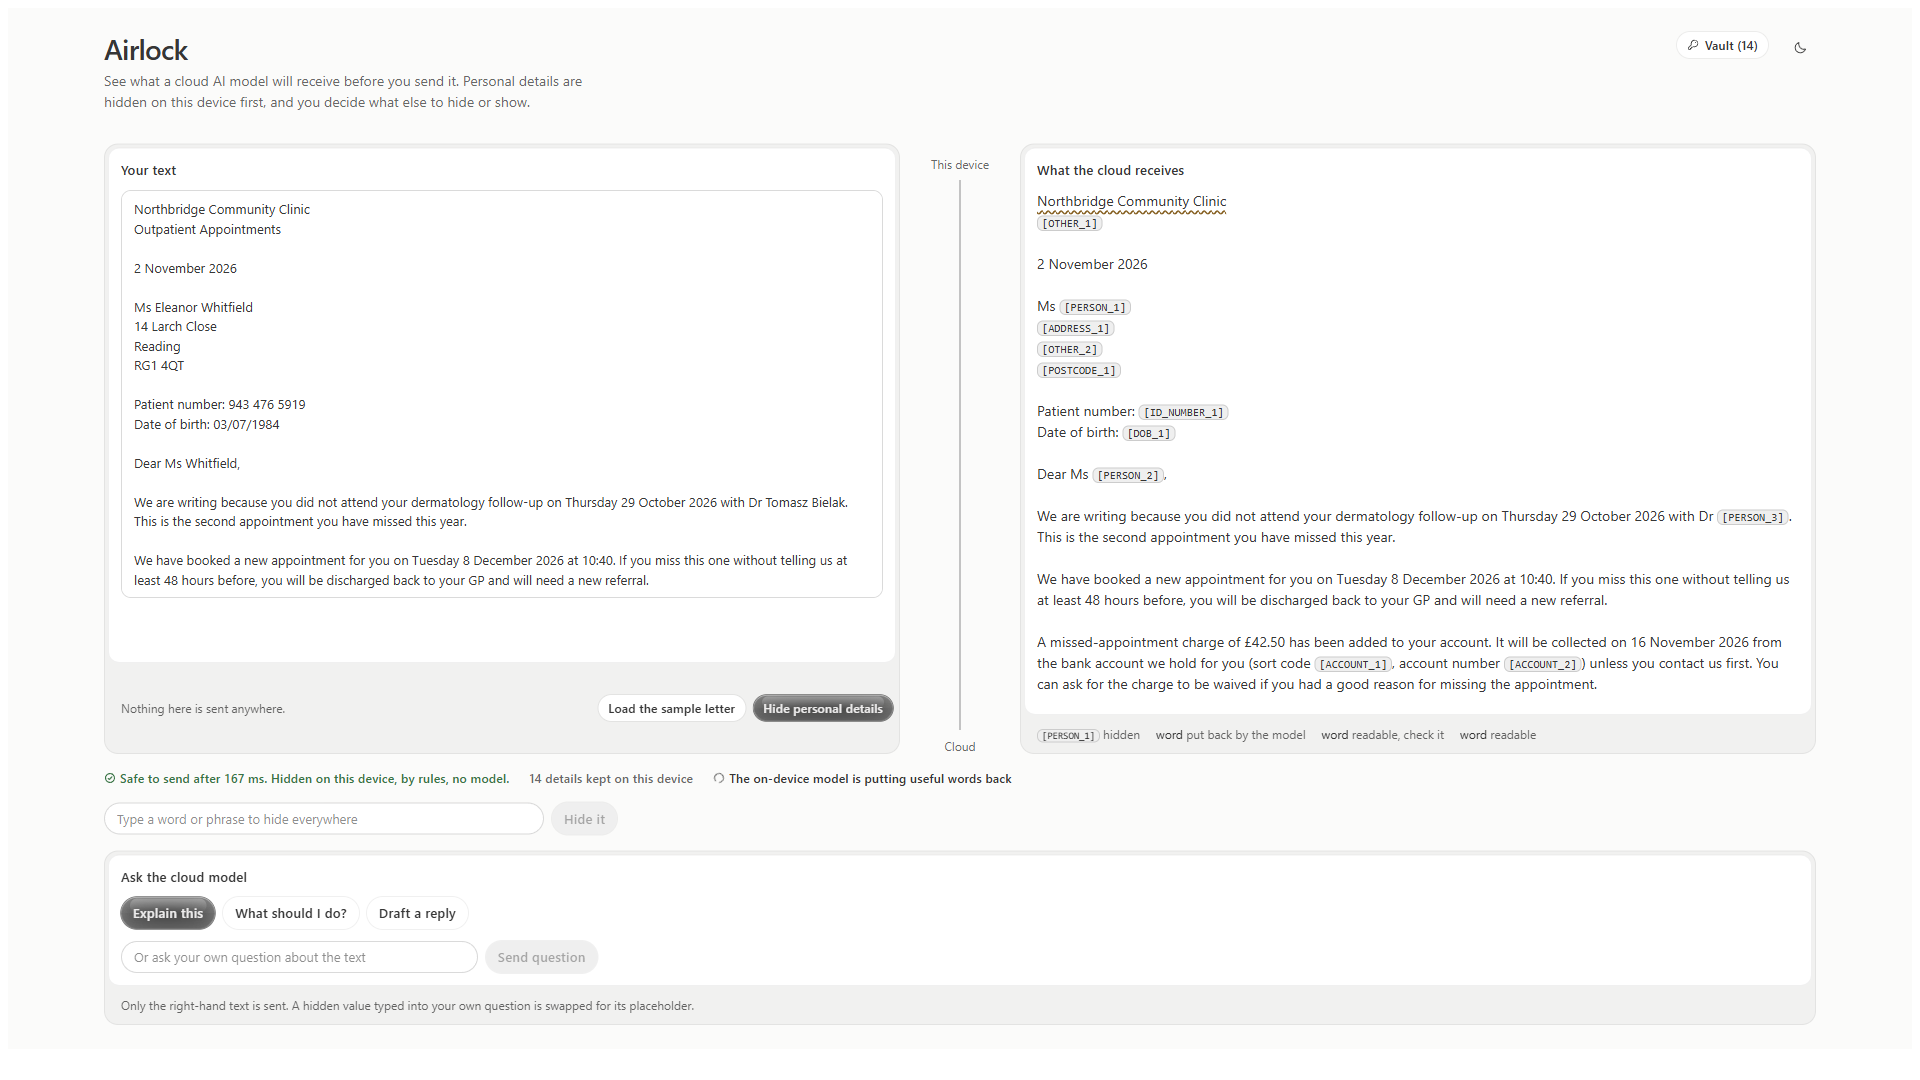 Airlock
See what a cloud AI model will receive before you send it. Personal details are
hidden on this device first, and you decide what else to hide or show.
Vault (14)
Your text
Northbridge Community Clinic
Outpatient Appointments
2 November 2026
Ms Eleanor Whitfield
14 Larch Close
Reading
RG1 4QT
Patient number: 943 476 5919
Date of birth: 03/07/1984
Dear Ms Whitfield,
We are writing because you did not attend your dermatology follow-up on Thursday 29 October 2026 with Dr Tomasz Bielak.
This is the second appointment you have missed this year.
We have booked a new appointment for you on Tuesday 8 December 2026 at 10:40. If you miss this one without telling us at
least 48 hours before, you will be discharged back to your GP and will need a new referral.
Nothing here is sent anywhere.
Load the sample letter
Hide personal details
This device
Cloud
What the cloud receives
Northbridge Community Clinic
[OTHER_1]
2 November 2026
Ms [PERSON_1]
[ADDRESS_1]
[OTHER_2]
[POSTCODE_1]
Patient number: [ID_NUMBER_1]
Date of birth: [DOB_1]
Dear Ms [PERSON_2],
We are writing because you did not attend your dermatology follow-up on Thursday 29 October 2026 with Dr [PERSON_3].
This is the second appointment you have missed this year.
We have booked a new appointment for you on Tuesday 8 December 2026 at 10:40. If you miss this one without telling us
at least 48 hours before, you will be discharged back to your GP and will need a new referral.
A missed-appointment charge of £42.50 has been added to your account. It will be collected on 16 November 2026 from
the bank account we hold for you (sort code [ACCOUNT_1], account number [ACCOUNT_2]) unless you contact us first. You
can ask for the charge to be waived if you had a good reason for missing the appointment.
[PERSON_1] hidden word put back by the model word readable, check it word readable
Safe to send after 167 ms. Hidden on this device, by rules, no model. 14 details kept on this device The on-device model is putting useful words back
Type a word or phrase to hide everywhere
Hide it
Ask the cloud model
Explain this
What should I do?
Draft a reply
Or ask your own question about the text
Send question
Only the right-hand text is sent. A hidden value typed into your own question is swapped for its placeholder.